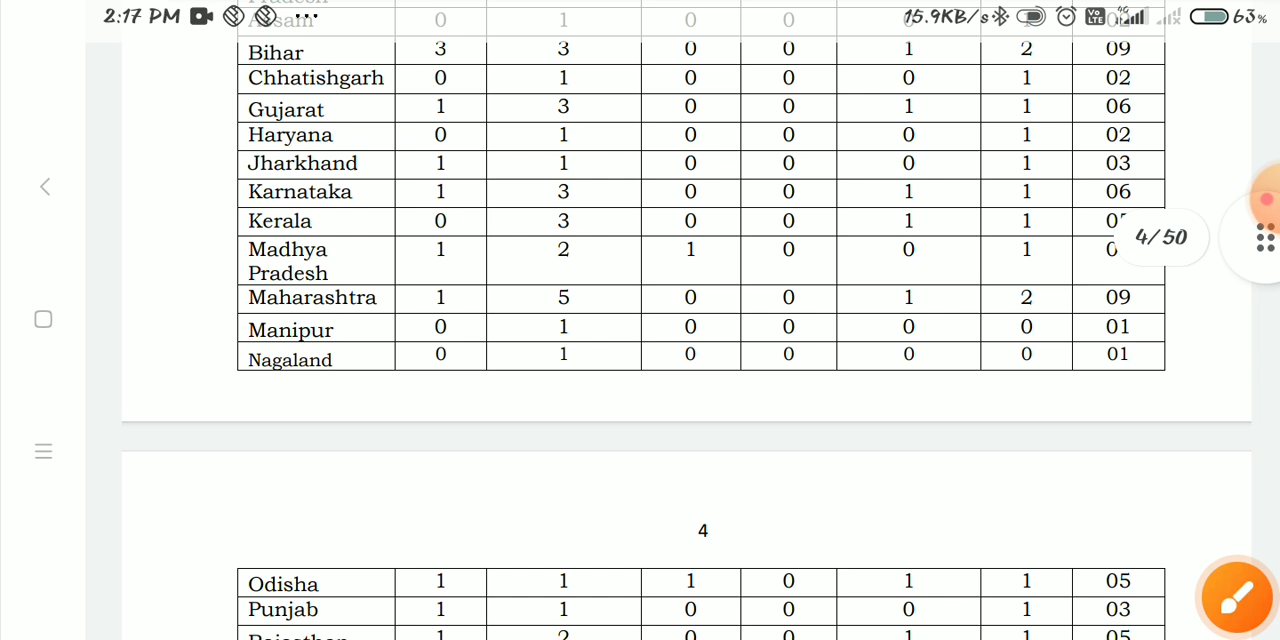 2:17 PM ... 15.9KB/s Vo LTE 4G 63%
Assam 0 1 0 0
Bihar 3 3 0 0 1 2 09
Chhatishgarh 0 1 0 0 0 1 02
Gujarat 1 3 0 0 1 1 06
Haryana 0 1 0 0 0 1 02
Jharkhand 1 1 0 0 0 1 03
Karnataka 1 3 0 0 1 1 06
Kerala 0 3 0 0 1 1
4/50
Madhya 1 2 1 0 0 1
Pradesh
Maharashtra 1 5 0 0 1 2 09
Manipur 0 1 0 0 0 0 01
Nagaland 0 1 0 0 0 0 01
4
Odisha 1 1 1 0 1 1 05
Punjab 1 1 0 0 0 1 03
Rajasthan 1 2 0 0 1 1 05